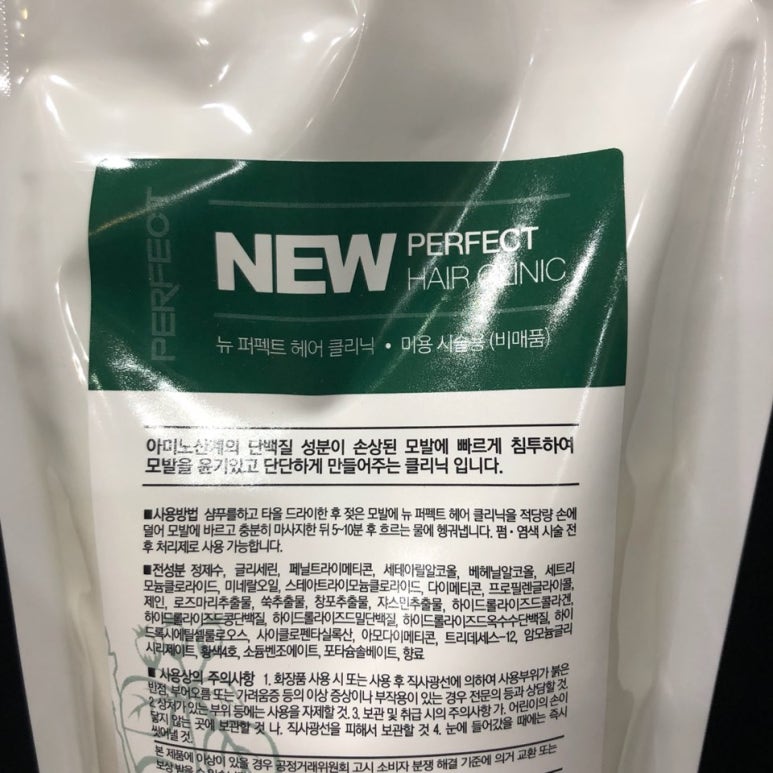 PERFECT
NEW PERFECT
HAIR CLINIC
뉴 퍼펙트 헤어 클리닉 • 미용 시술용 (비매품)
아미노산계의 단백질 성분이 손상된 모발에 빠르게 침투하여
모발을 윤기있고 단단하게 만들어주는 클리닉 입니다.
■사용방법 샴푸를하고 타올 드라이한 후 젖은 모발에 뉴 퍼펙트 헤어 클리닉을 적당량 손에
덜어 모발에 바르고 충분히 마사지한 뒤 5~10분 후 흐르는 물에 헹궈냅니다. 펌·염색 시술 전
후 처리제로 사용 가능합니다.
■전성분 정제수, 글리세린, 페닐트라이메티콘, 세테아릴알코올, 베헤닐알코올, 세트리
모늄클로라이드, 미네랄오일, 스테아트라이모늄클로라이드, 다이메티콘, 프로필렌글라이콜,
제인, 로즈마리추출물, 쑥추출물, 창포추출물, 자스민추출물, 하이드롤라이즈드콜라겐,
하이드롤라이즈드콩단백질, 하이드롤라이즈드밀단백질, 하이드롤라이즈드옥수수단백질, 하이
드록시에틸셀룰로오스, 사이클로펜타실록산, 아모다이메티콘, 트리데세스-12, 암모늄글리
시리제이트, 황색4호, 소듐벤조에이트, 포타슘솔베이트, 향료
■ 사용상의 주의사항 1. 화장품 사용 시 또는 사용 후 직사광선에 의하여 사용부위가 붉은
반점, 부어오름 또는 가려움증 등의 이상 증상이나 부작용이 있는 경우 전문의 등과 상담할 것.
2. 상처가 있는 부위 등에는 사용을 자제할 것. 3. 보관 및 취급 시의 주의사항 가. 어린이의 손이
닿지 않는 곳에 보관할 것 나. 직사광선을 피해서 보관할 것 4. 눈에 들어갔을 때에는 즉시
씻어낼 것.
본 제품에 이상이 있을 경우 공정거래위원회 고시 소비자 분쟁 해결 기준에 의거 교환 또는
보상 받을 수 있습니다.